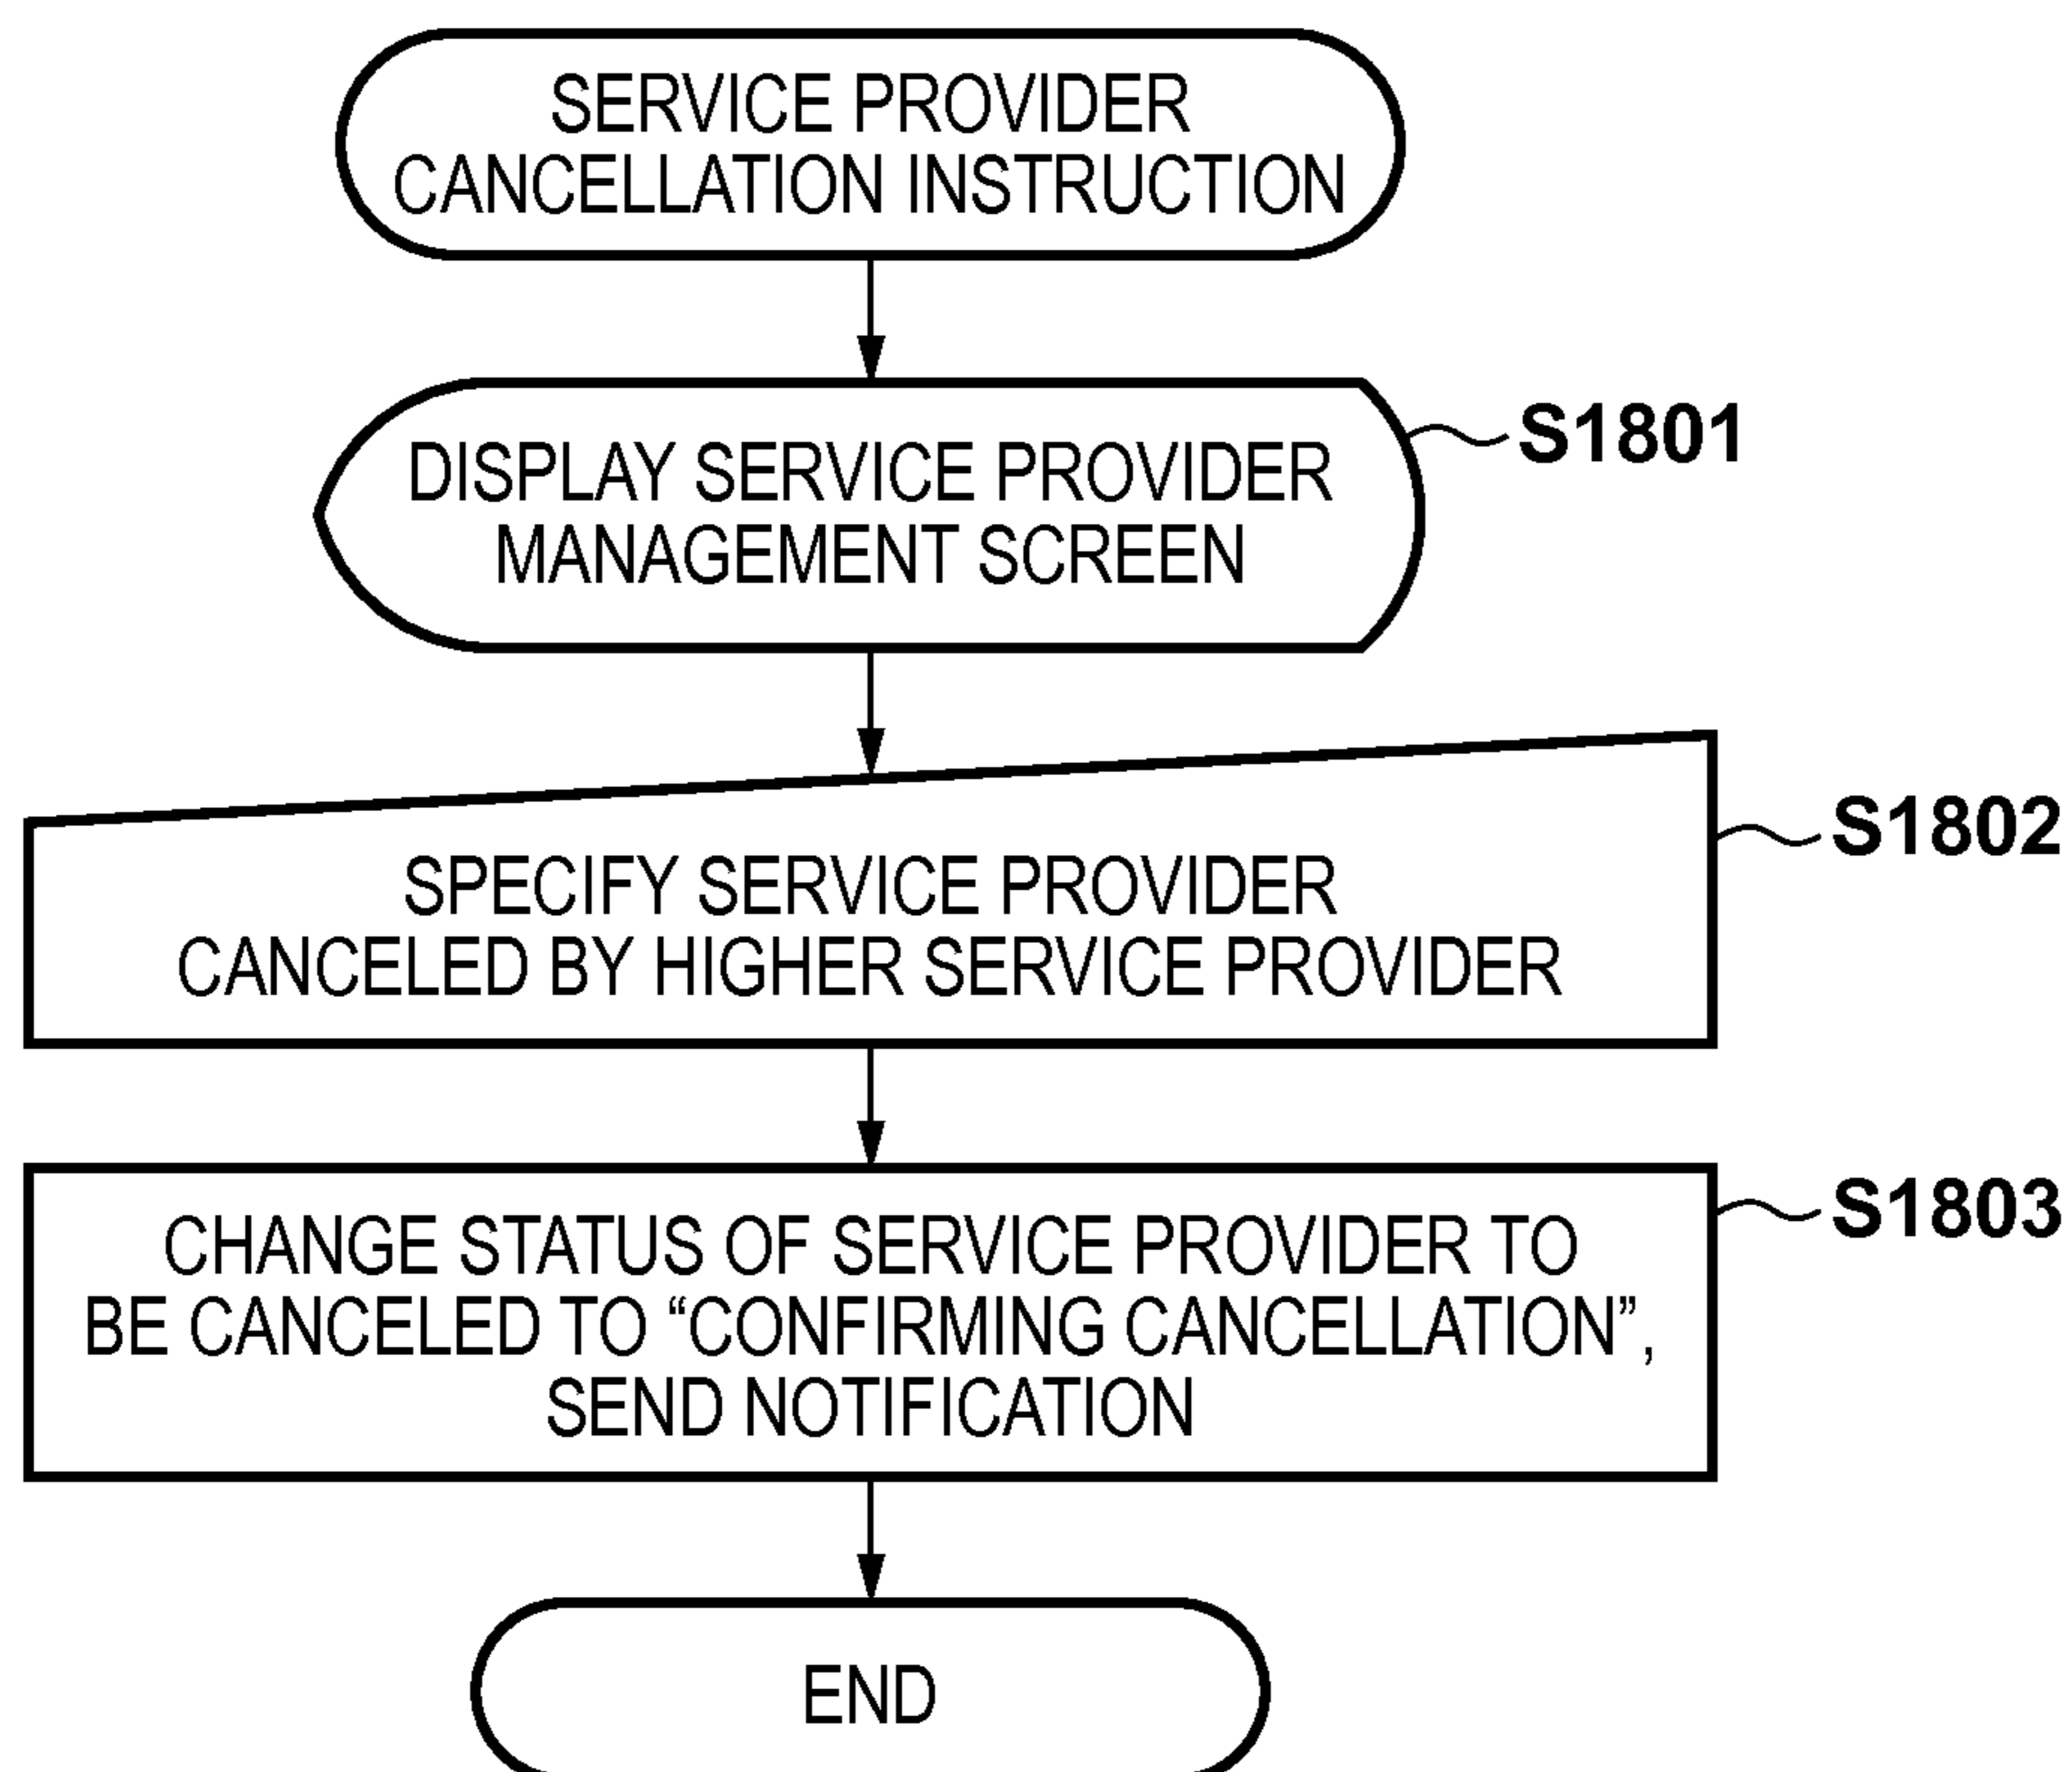 SERVICE PROVIDER
CANCELLATION INSTRUCTION
DISPLAY SERVICE PROVIDER
MANAGEMENT SCREEN
S1801
SPECIFY SERVICE PROVIDER
CANCELED BY HIGHER SERVICE PROVIDER
S1802
CHANGE STATUS OF SERVICE PROVIDER TO
BE CANCELED TO “CONFIRMING CANCELLATION”,
SEND NOTIFICATION
S1803
END